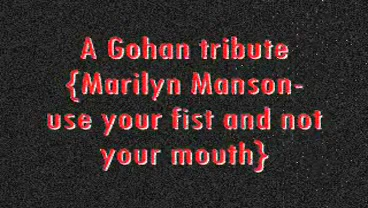 A Gohan tribute
{Marilyn Manson-
use your fist and not
your mouth}